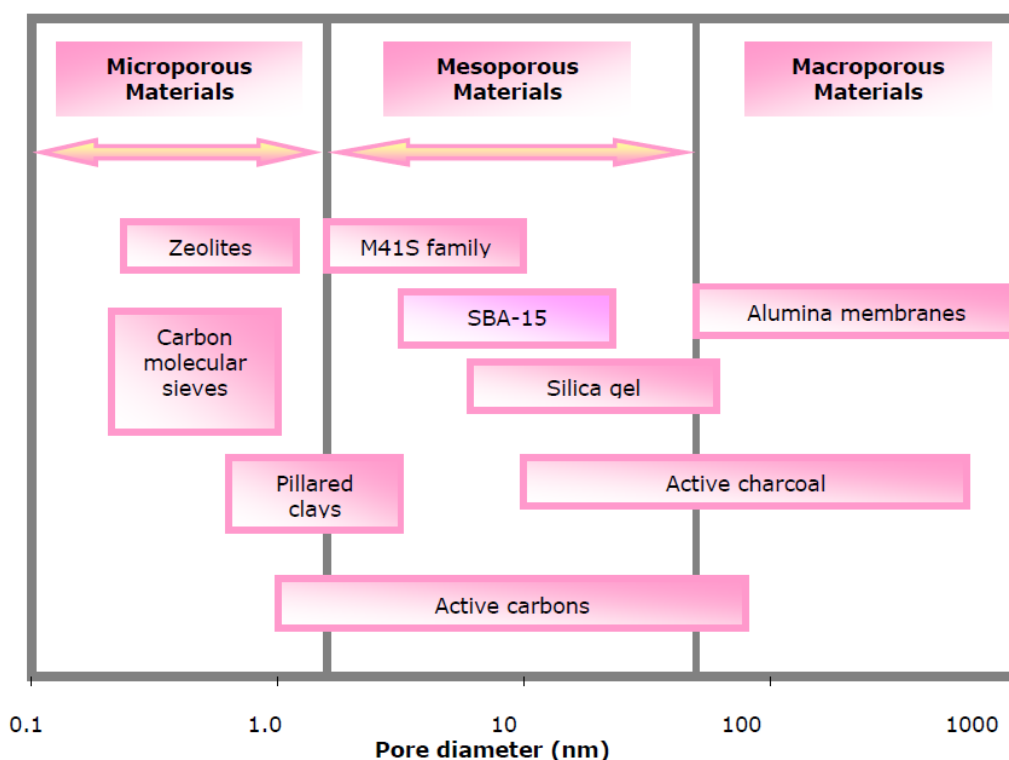 Microporous
Materials
Mesoporous
Materials
Macroporous
Materials
Zeolites
M41S family
SBA-15
Alumina membranes
Carbon
molecular
sieves
Silica gel
Pillared
clays
Active charcoal
Active carbons
0.1
1.0
10
100
1000
Pore diameter (nm)